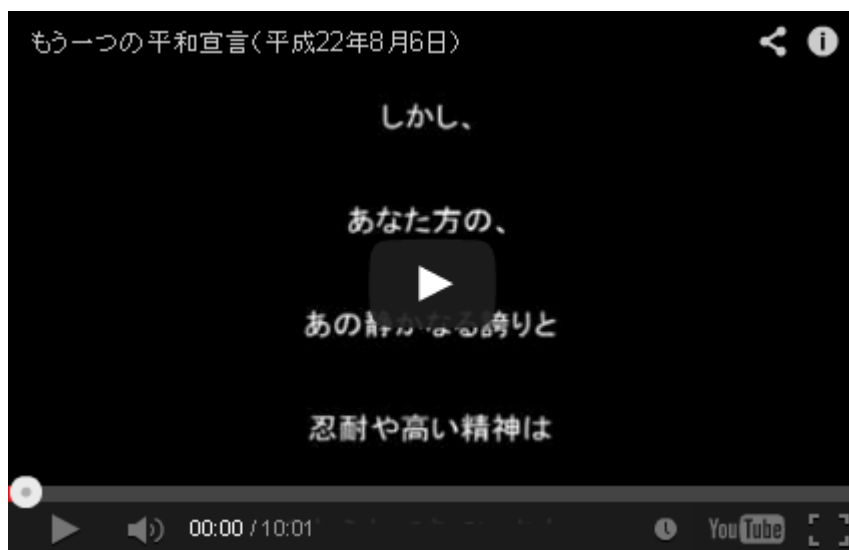 もう一つの平和宣言(平成22年8月6日)
しかし、
あなた方の、
あの静かなる誇りと
忍耐や高い精神は
00:00 / 10:01
YouTube